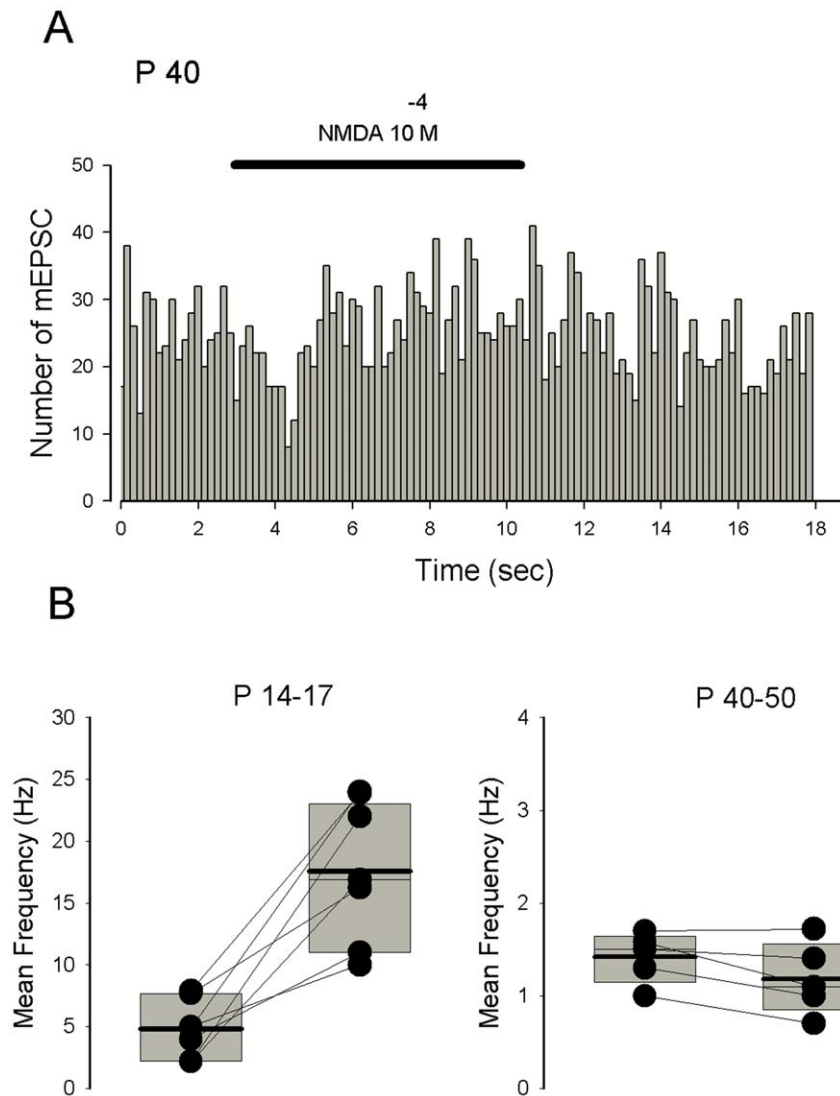 A
P 40
-4
NMDA 10 M
50
40
30
20
10
0
Number of mEPSC
0 2 4 6 8 10 12 14 16 18
Time (sec)
B
P 14-17
30
25
20
15
10
5
0
Mean Frequency (Hz)
P 40-50
4
3
2
1
0
Mean Frequency (Hz)